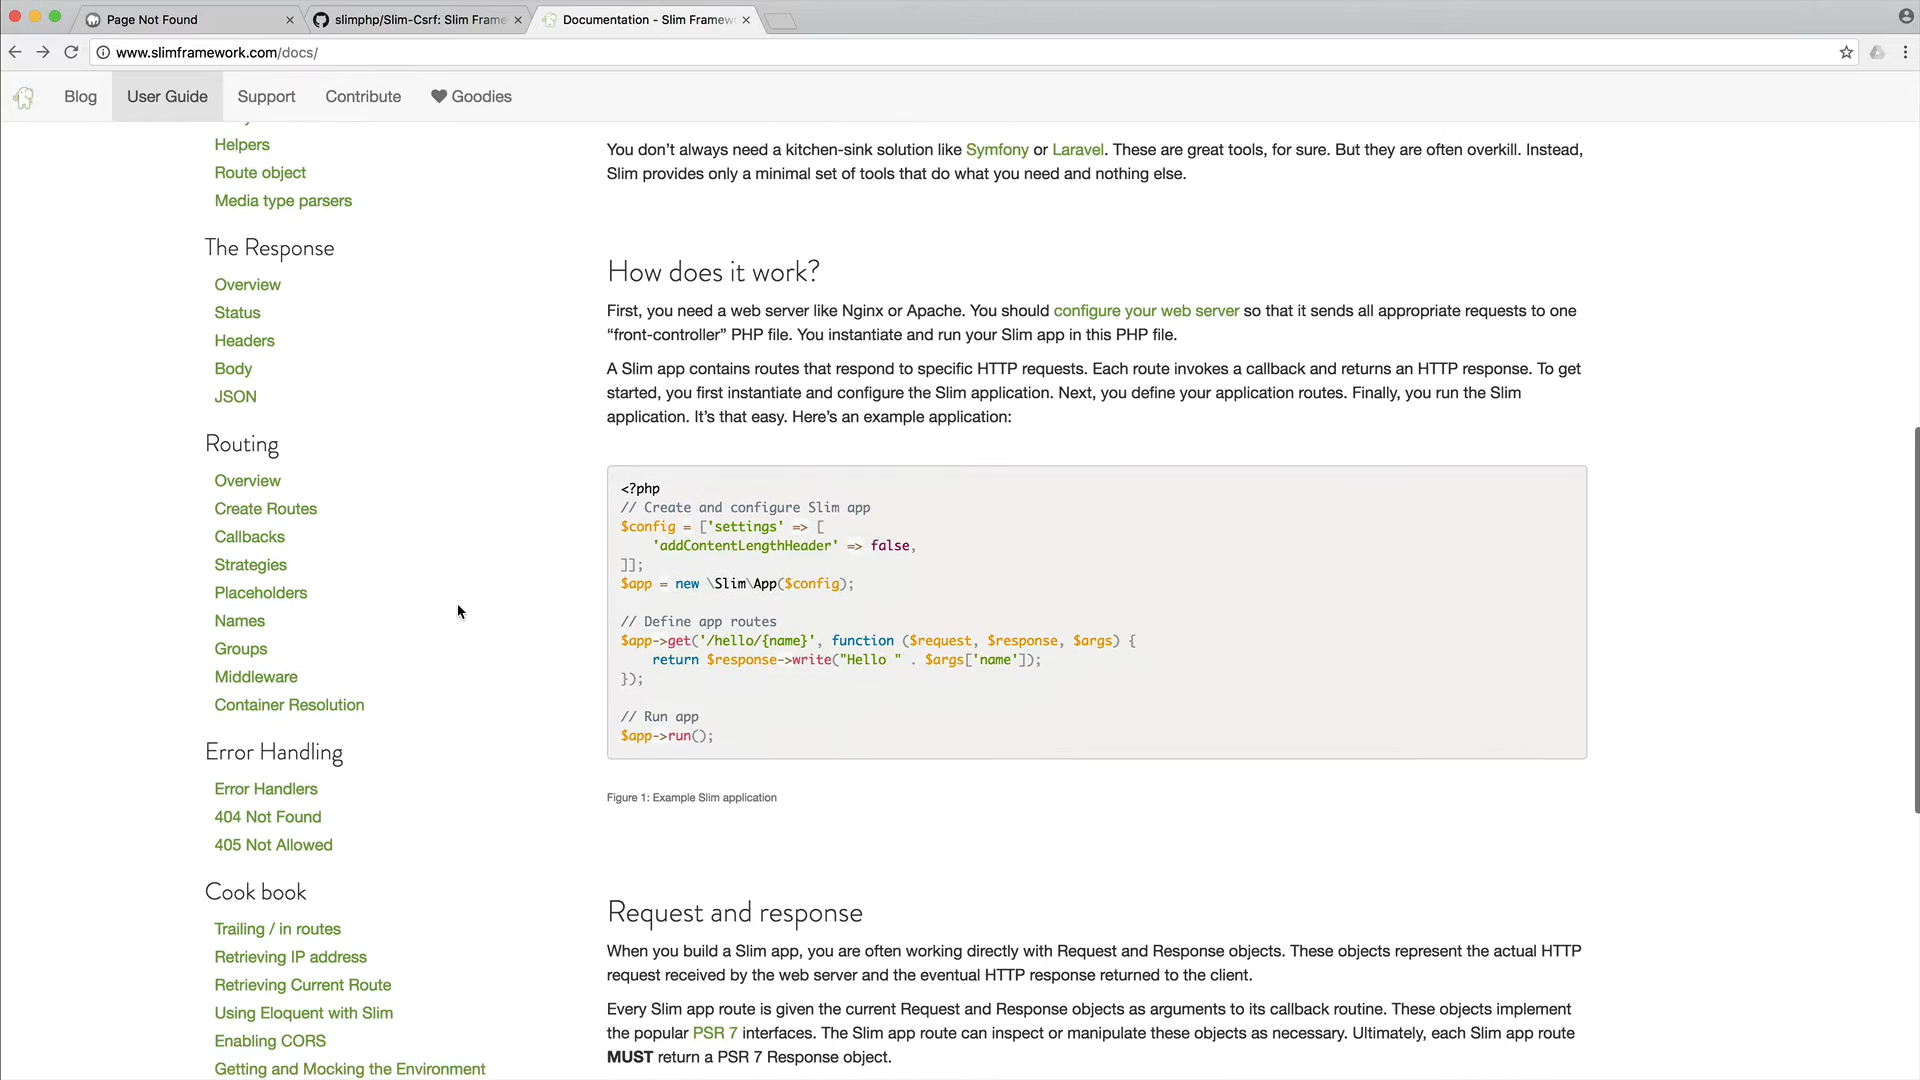 Page Not Found
slimphp/Slim-Csrf: Slim Frame
Documentation - Slim Framew
www.slimframework.com/docs/
Blog
User Guide
Support
Contribute
Goodies
Helpers
Route object
Media type parsers
The Response
Overview
Status
Headers
Body
JSON
Routing
Overview
Create Routes
Callbacks
Strategies
Placeholders
Names
Groups
Middleware
Container Resolution
Error Handling
Error Handlers
404 Not Found
405 Not Allowed
Cook book
Trailing / in routes
Retrieving IP address
Retrieving Current Route
Using Eloquent with Slim
Enabling CORS
Getting and Mocking the Environment
You don’t always need a kitchen-sink solution like Symfony or Laravel. These are great tools, for sure. But they are often overkill. Instead,
Slim provides only a minimal set of tools that do what you need and nothing else.
How does it work?
First, you need a web server like Nginx or Apache. You should configure your web server so that it sends all appropriate requests to one
“front-controller” PHP file. You instantiate and run your Slim app in this PHP file.
A Slim app contains routes that respond to specific HTTP requests. Each route invokes a callback and returns an HTTP response. To get
started, you first instantiate and configure the Slim application. Next, you define your application routes. Finally, you run the Slim
application. It’s that easy. Here’s an example application:
<?php
// Create and configure Slim app
$config = ['settings' => [
    'addContentLengthHeader' => false,
]];
$app = new \Slim\App($config);
// Define app routes
$app->get('/hello/{name}', function ($request, $response, $args) {
    return $response->write("Hello " . $args['name']);
});
// Run app
$app->run();
Figure 1: Example Slim application
Request and response
When you build a Slim app, you are often working directly with Request and Response objects. These objects represent the actual HTTP
request received by the web server and the eventual HTTP response returned to the client.
Every Slim app route is given the current Request and Response objects as arguments to its callback routine. These objects implement
the popular PSR 7 interfaces. The Slim app route can inspect or manipulate these objects as necessary. Ultimately, each Slim app route
MUST return a PSR 7 Response object.